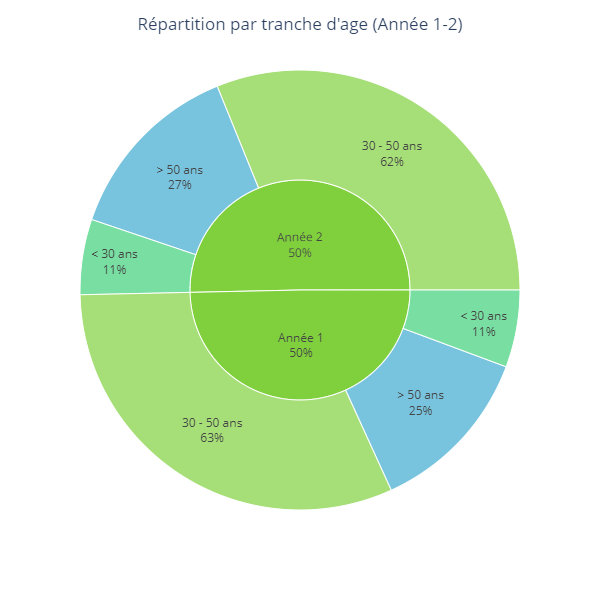 Répartition par tranche d'age (Année 1-2)
30 - 50 ans
62%
> 50 ans
27%
Année 2
50%
< 30 ans
11%
< 30 ans
11%
Année 1
50%
> 50 ans
25%
30 - 50 ans
63%